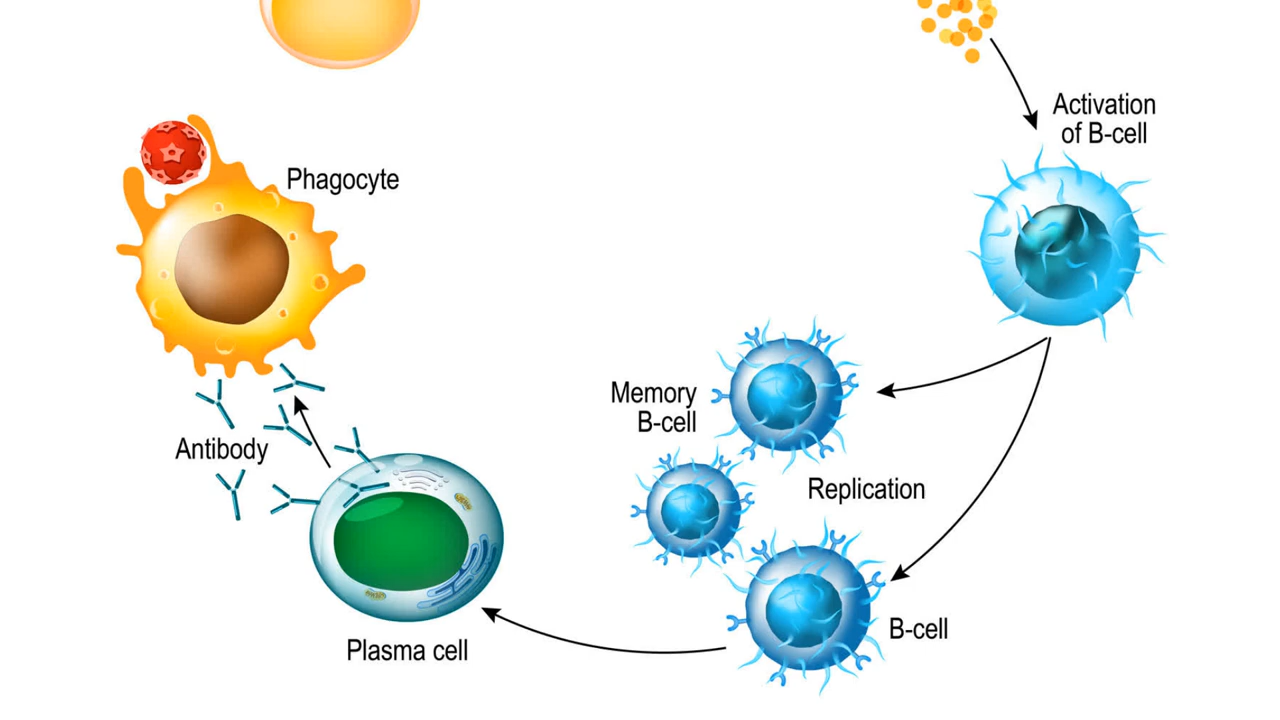 Activation
of B-cell
Phagocyte
Memory
B-cell
Antibody
Replication
B-cell
Plasma cell